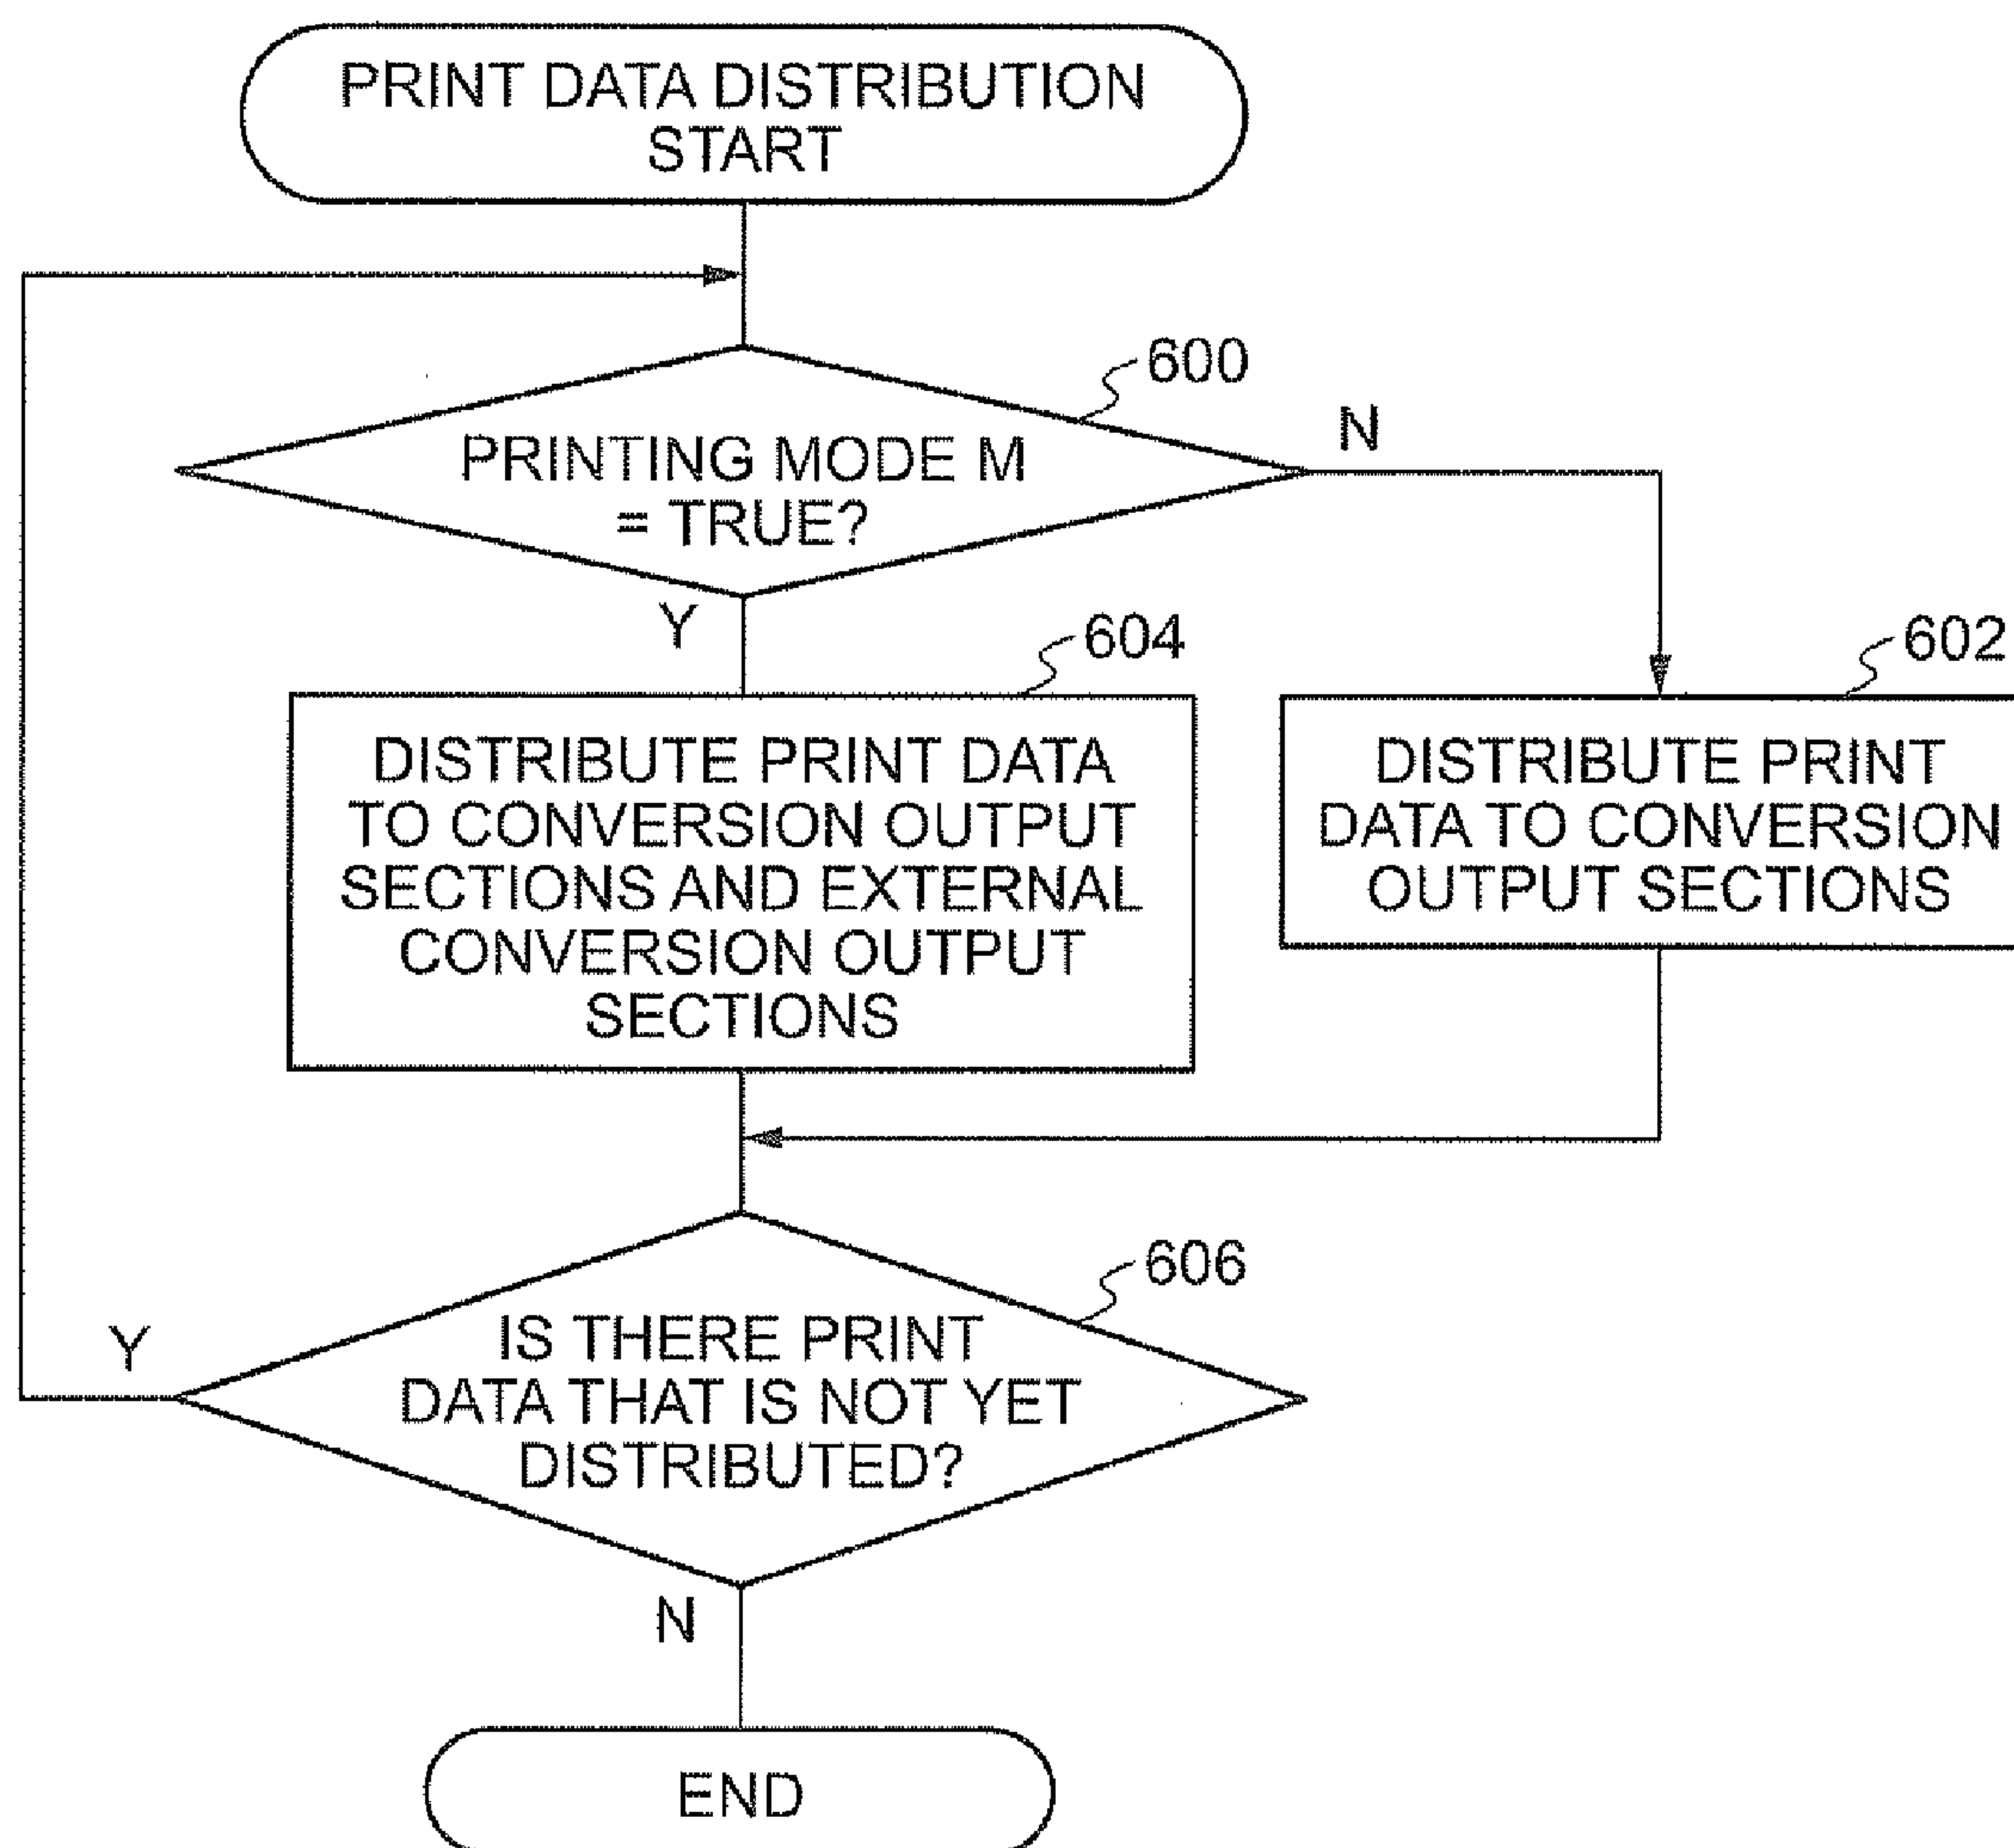 PRINT DATA DISTRIBUTION
START
600
PRINTING MODE M
= TRUE?
N
Y
604
602
DISTRIBUTE PRINT DATA
TO CONVERSION OUTPUT
SECTIONS AND EXTERNAL
CONVERSION OUTPUT
SECTIONS
DISTRIBUTE PRINT
DATA TO CONVERSION
OUTPUT SECTIONS
606
IS THERE PRINT
DATA THAT IS NOT YET
DISTRIBUTED?
Y
N
END